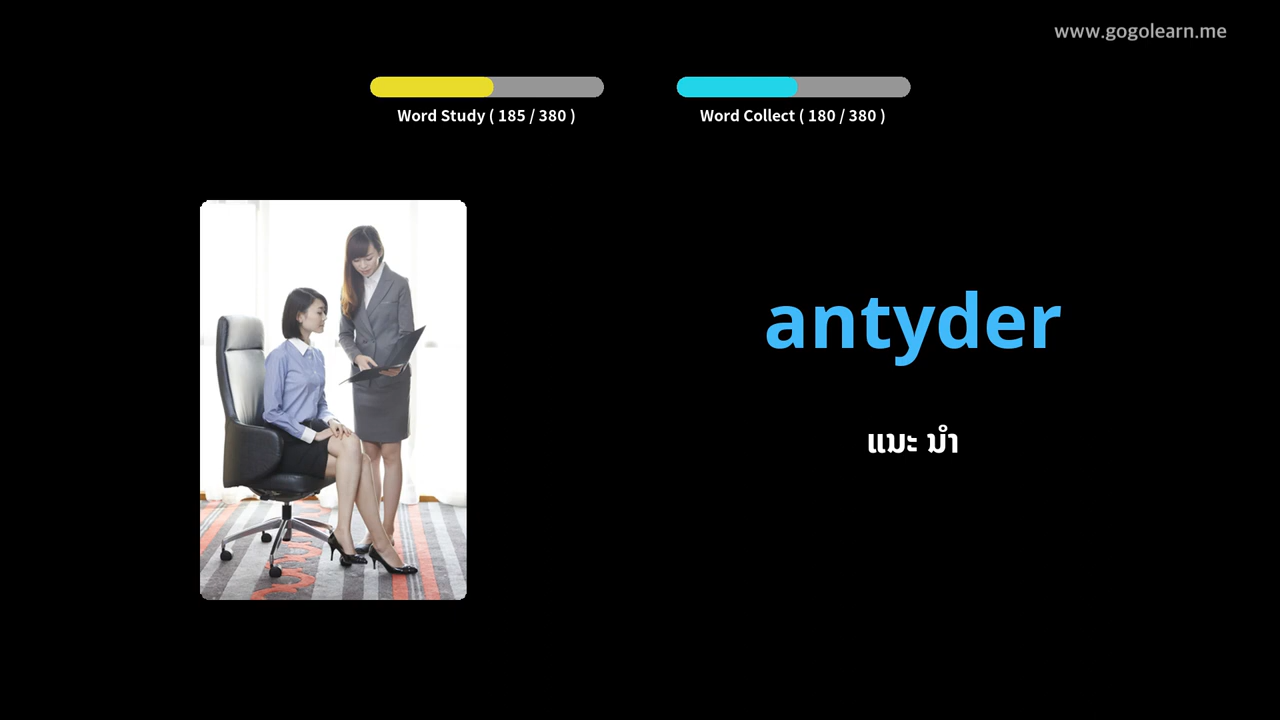 www.gogolearn.me
Word Study ( 185 / 380 )
Word Collect ( 180 / 380 )
antyder
ແນະ ນຳ